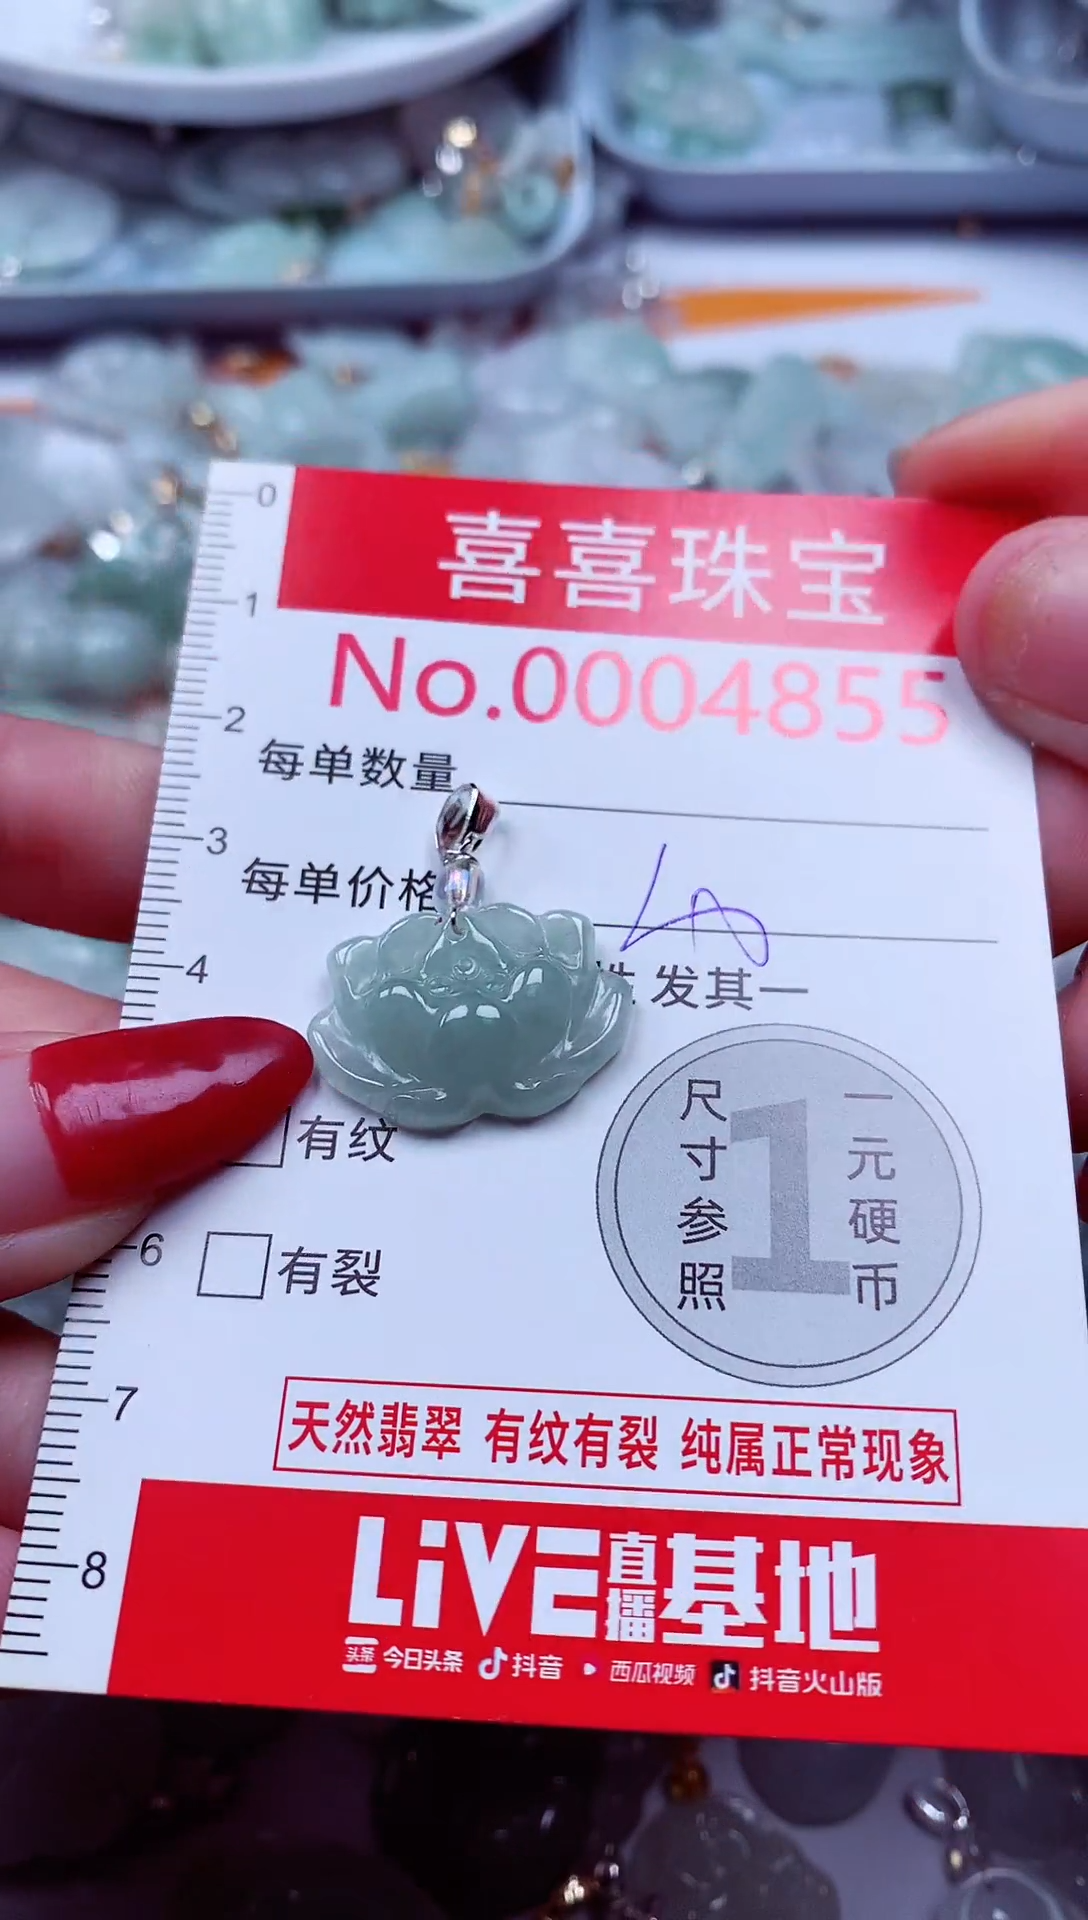 0
喜喜珠宝
1
No.0004855
2
每单数量
3
每单价格
4
发其一
有纹
尺寸参照
1
一元硬币
6
有裂
7
天然翡翠 有纹有裂 纯属正常现象
8
LiVE直播基地
头条 今日头条 抖音 西瓜视频 抖音火山版